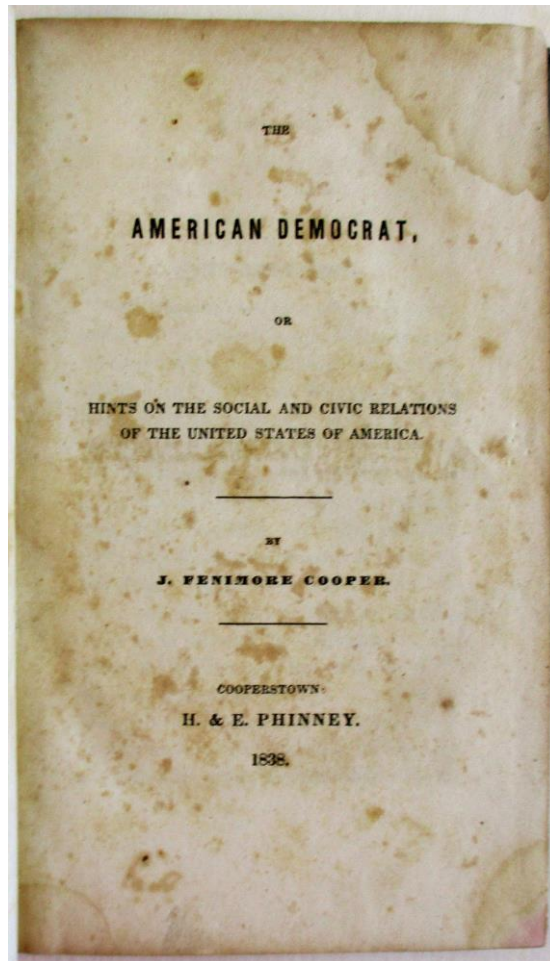 THE
AMERICAN DEMOCRAT,
OR
HINTS ON THE SOCIAL AND CIVIC RELATIONS
OF THE UNITED STATES OF AMERICA.
BY
J. FENIMORE COOPER.
COOPERSTOWN:
H. & E. PHINNEY.
1838.